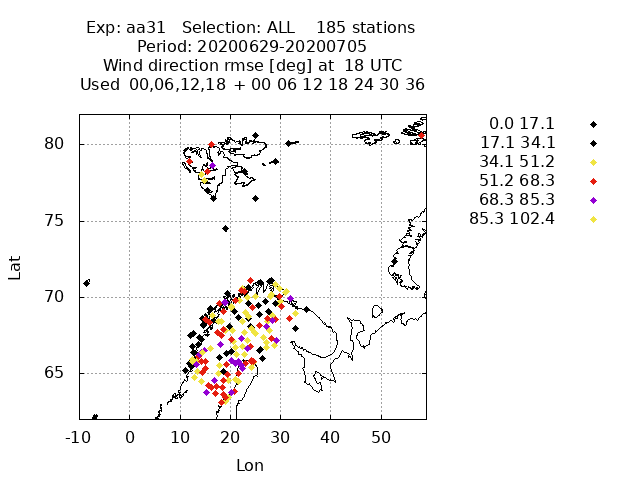 Exp: aa31 Selection: ALL 185 stations
Period: 20200629-20200705
Wind direction rmse [deg] at 18 UTC
Used 00,06,12,18 + 00 06 12 18 24 30 36
0.0 17.1
17.1 34.1
34.1 51.2
51.2 68.3
68.3 85.3
85.3 102.4
80
75
70
65
Lat
-10 0 10 20 30 40 50
Lon